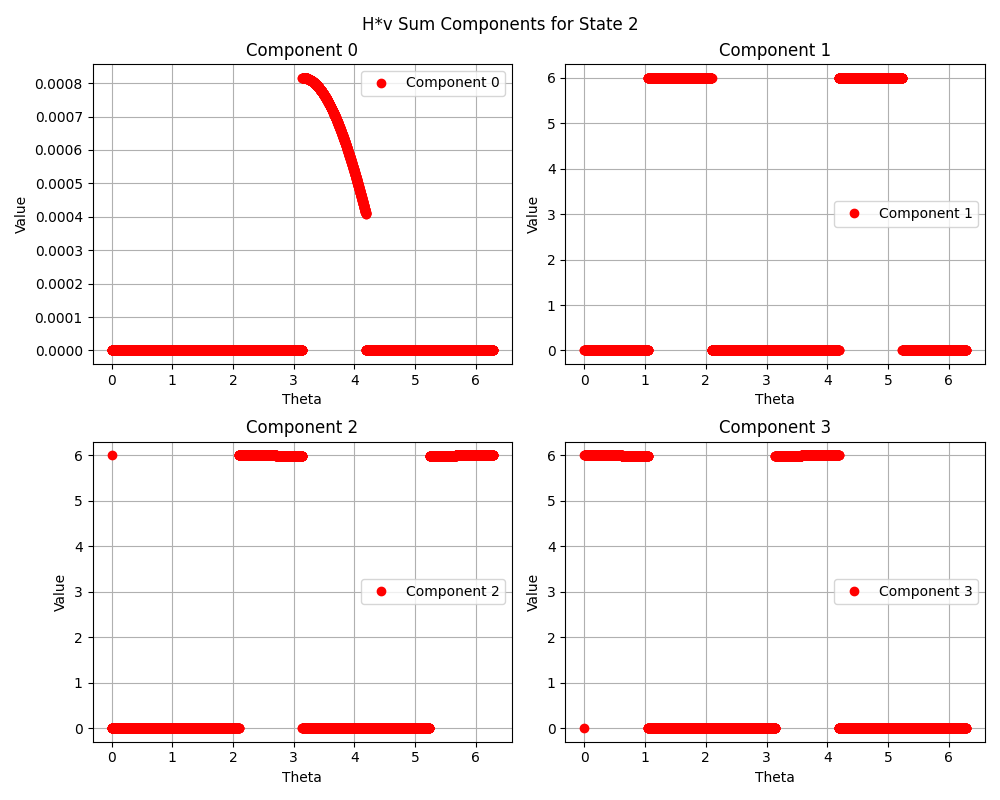 H*v Sum Components for State 2
Component 0
0.0008
0.0007
0.0006
0.0005
0.0004
0.0003
0.0002
0.0001
0.0000
Value
Component 0
0 1 2 3 4 5 6
Theta
Component 1
6
5
4
3
2
1
0
Value
Component 1
0 1 2 3 4 5 6
Theta
Component 2
6
5
4
3
2
1
0
Value
Component 2
0 1 2 3 4 5 6
Theta
Component 3
6
5
4
3
2
1
0
Value
Component 3
0 1 2 3 4 5 6
Theta